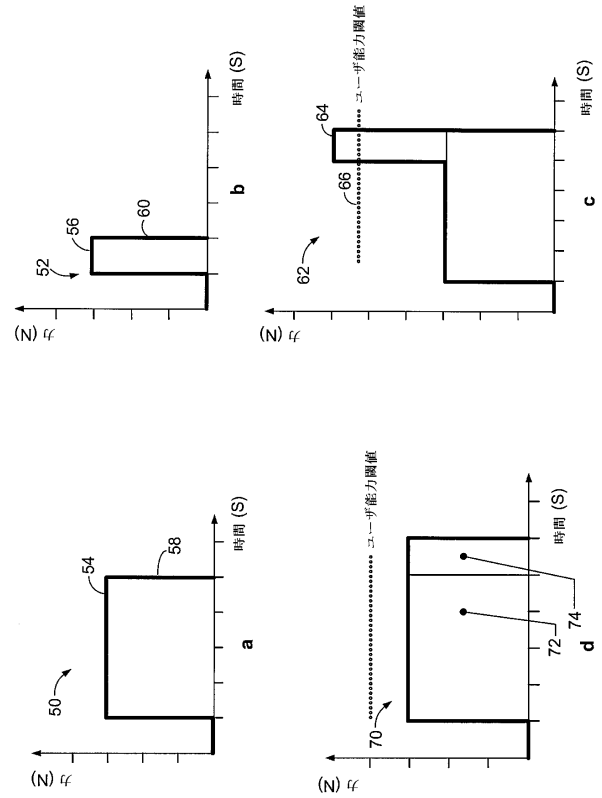 力 (N)
50
54
58
時間 (S)
a
力 (N)
52
56
60
時間 (S)
b
力 (N)
62
66
64
ユーザ能力閾値
時間 (S)
c
力 (N)
70
ユーザ能力閾値
72
74
時間 (S)
d